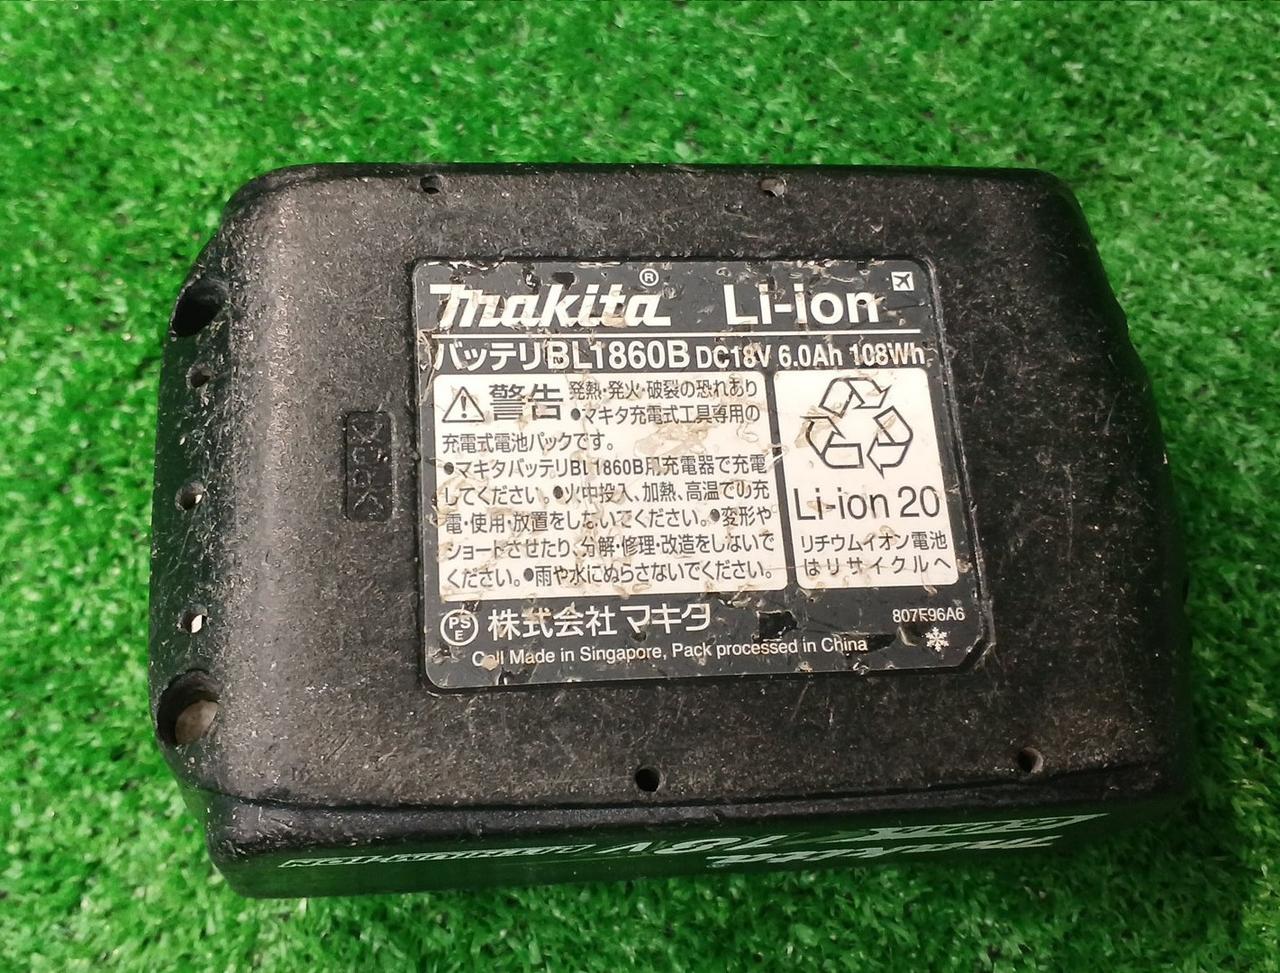 makita® Li-ion
バッテリBL1860B DC18V 6.0Ah 108Wh
警告 発熱・発火・破裂の恐れあり
●マキタ充電式工具専用の
充電式電池パックです。
●マキタバッテリBL1860B用充電器で充電
してください。●火中投入、加熱、高温での充
電・使用・放置をしないでください。●変形や
ショートさせたり、分解・修理・改造をしないで
ください。●雨や水にぬらさないでください。
Li-ion 20
リチウムイオン電池
はリサイクルへ
PS
E
株式会社マキタ
807E96A6
Cell Made in Singapore, Pack processed in China